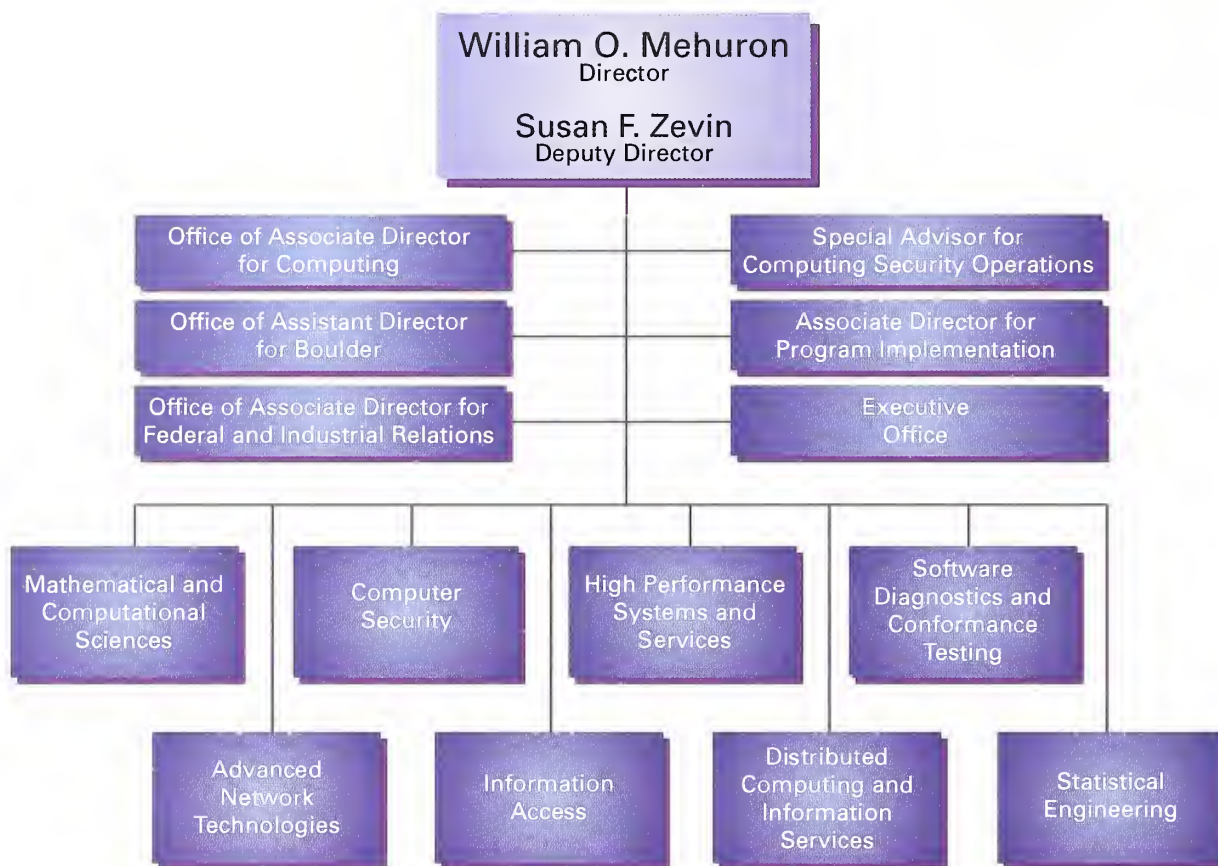 William O. Mehuron
Director
Susan F. Zevin
Deputy Director
Office of Associate Director
for Computing
Special Advisor for
Computing Security Operations
Office of Assistant Director
for Boulder
Associate Director for
Program Implementation
Office of Associate Director for
Federal and Industrial Relations
Executive
Office
Mathematical and
Computational
Sciences
Computer
Security
High Performance
Systems and
Services
Software
Diagnostics and
Conformance
Testing
Advanced
Network
Technologies
Information
Access
Distributed
Computing and
Information
Services
Statistical
Engineering